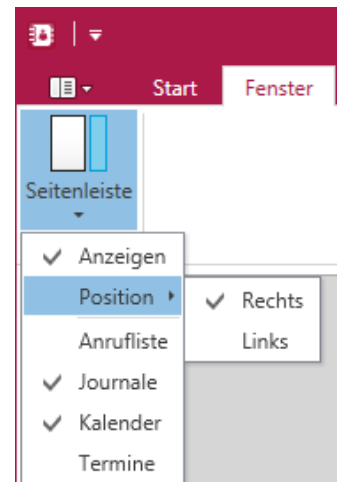 Start Fenster
Seitenleiste
Anzeigen
Position
Rechts
Links
Anrufliste
Journale
Kalender
Termine